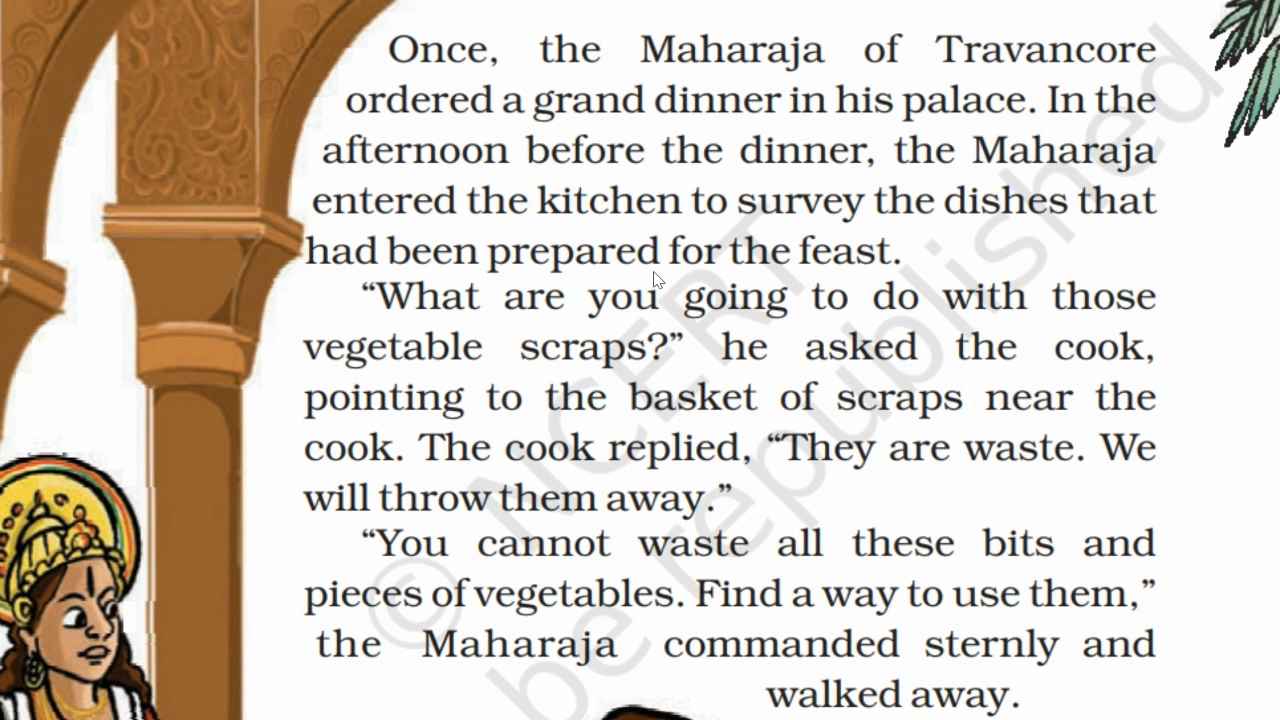 Once, the Maharaja of Travancore
ordered a grand dinner in his palace. In the
afternoon before the dinner, the Maharaja
entered the kitchen to survey the dishes that
had been prepared for the feast.
“What are you going to do with those
vegetable scraps?” he asked the cook,
pointing to the basket of scraps near the
cook. The cook replied, “They are waste. We
will throw them away.”
“You cannot waste all these bits and
pieces of vegetables. Find a way to use them,”
the Maharaja commanded sternly and
walked away.
© NCERT
be republished